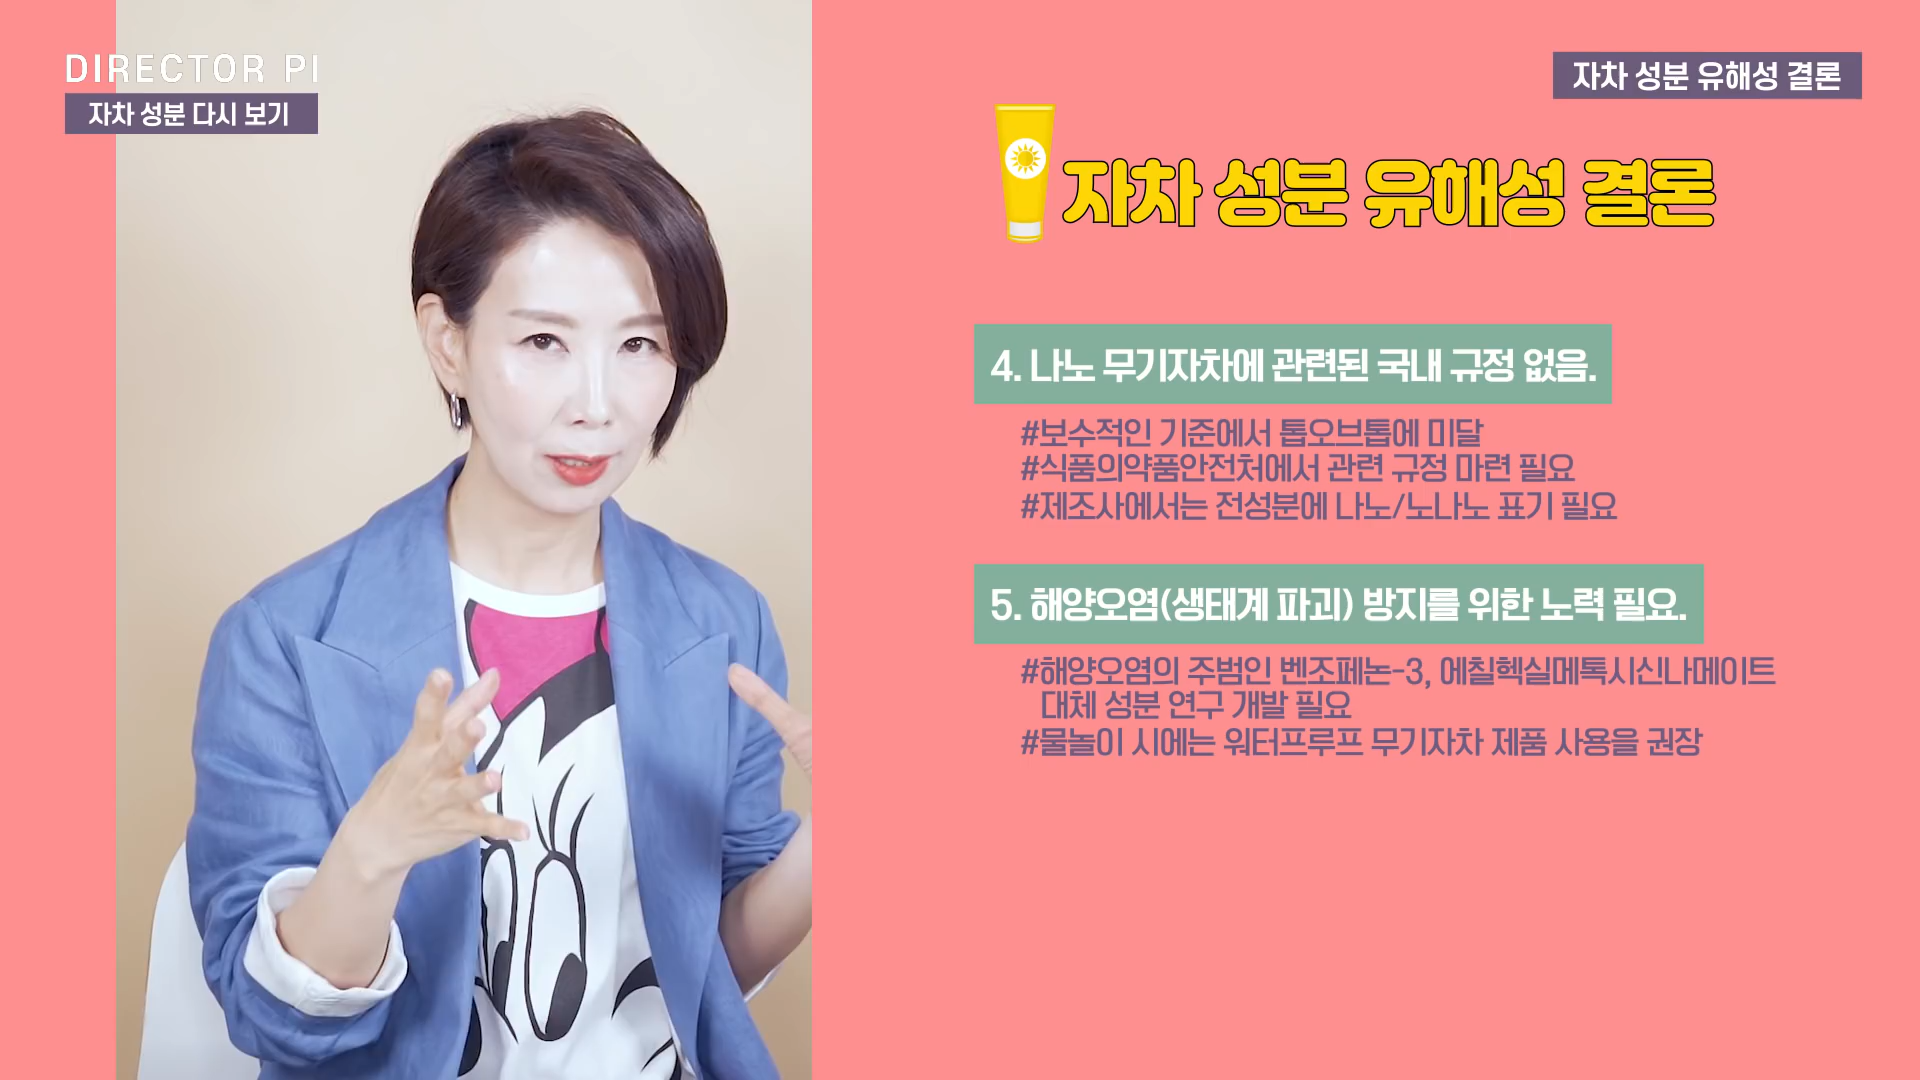 DIRECTOR PI
자차 성분 다시 보기
자차 성분 유해성 결론
자차 성분 유해성 결론
4. 나노 무기자차에 관련된 국내 규정 없음.
#보수적인 기준에서 톱오브톱에 미달
#식품의약품안전처에서 관련 규정 마련 필요
#제조사에서는 전성분에 나노/노나노 표기 필요
5. 해양오염(생태계 파괴) 방지를 위한 노력 필요.
#해양오염의 주범인 벤조페논-3, 에칠헥실메톡시신나메이트
대체 성분 연구 개발 필요
#물놀이 시에는 워터프루프 무기자차 제품 사용을 권장